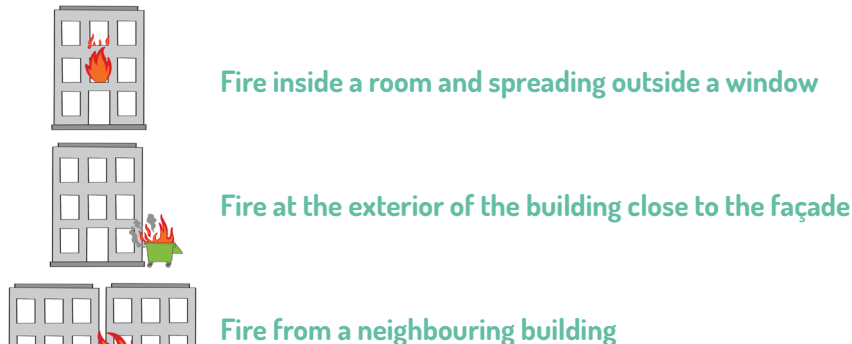 Fire inside a room and spreading outside a window
Fire at the exterior of the building close to the façade
Fire from a neighbouring building